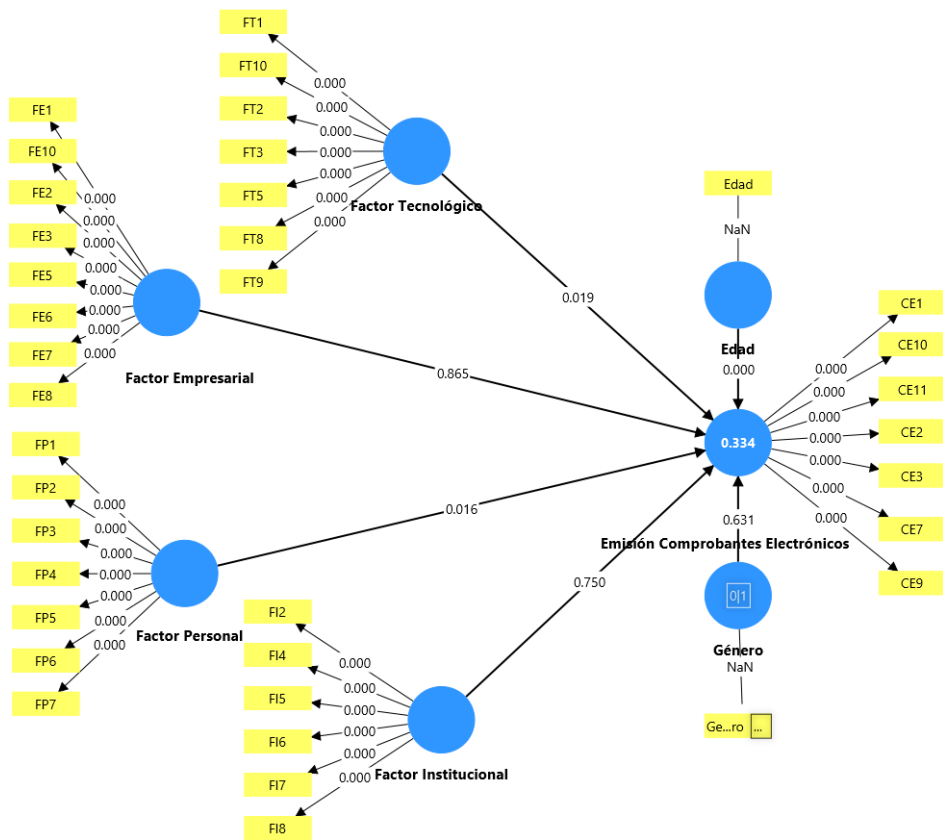 FT1
FT10
FT2
FT3
FT5
FT8
FT9
0.000
0.000
0.000
0.000
0.000
0.000
0.000
Factor Tecnológico
FE1
FE10
FE2
FE3
FE5
FE6
FE7
FE8
0.000
0.000
0.000
0.000
0.000
0.000
0.000
0.000
Factor Empresarial
FP1
FP2
FP3
FP4
FP5
FP6
FP7
0.000
0.000
0.000
0.000
0.000
0.000
0.000
Factor Personal
FI2
FI4
FI5
FI6
FI7
FI8
0.000
0.000
0.000
0.000
0.000
0.000
Factor Institucional
0.019
0.865
0.016
0.750
Edad
NaN
Edad
0.000
0.334
Emisión Comprobantes Electrónicos
0.631
0|1
Género
NaN
Ge...ro ...
0.000
0.000
0.000
0.000
0.000
0.000
0.000
CE1
CE10
CE11
CE2
CE3
CE7
CE9